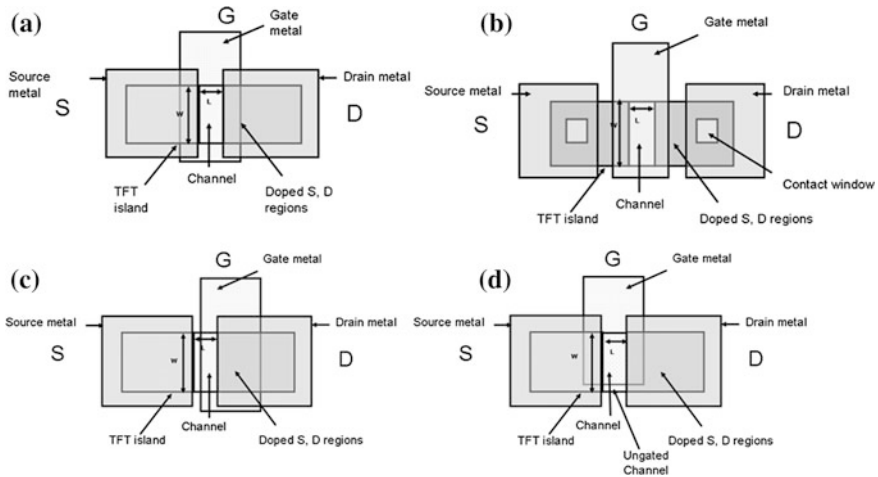 (a)
G
Gate
metal
Source
metal
Drain metal
S
W
L
D
TFT
island
Channel
Doped S, D
regions
(b)
G
Gate metal
Source metal
Drain metal
S
W
L
D
Contact window
TFT island
Channel
Doped S, D regions
(c)
G
Gate metal
Source metal
Drain metal
S
W
L
D
TFT island
Channel
Doped S, D regions
(d)
G
Gate metal
Source metal
Drain metal
S
W
L
D
TFT island
Channel
Doped S, D regions
Ungated
Channel